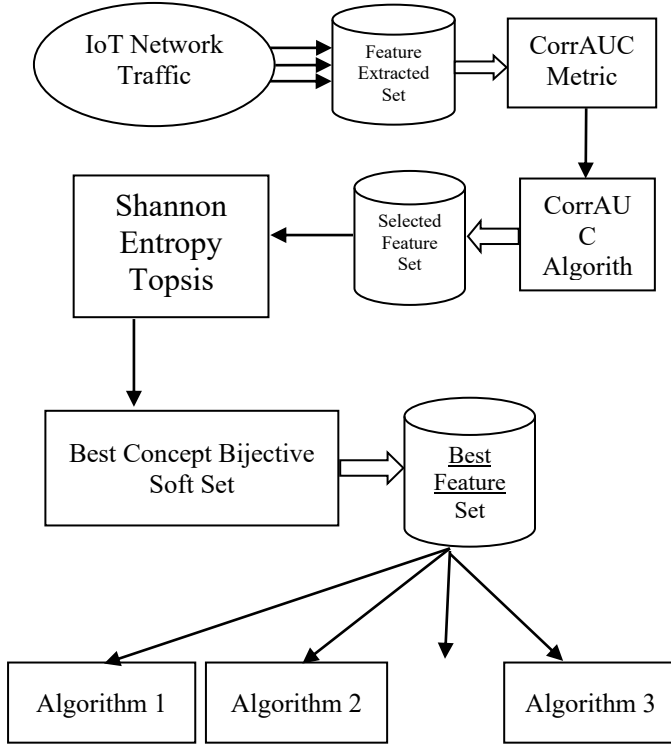 IoT Network
Traffic
Feature
Extracted
Set
CorrAUC
Metric
Shannon
Entropy
Topsis
Selected
Feature
Set
CorrAU
C
Algorith
Best Concept Bijective
Soft Set
Best
Feature
Set
Algorithm 1
Algorithm 2
Algorithm 3